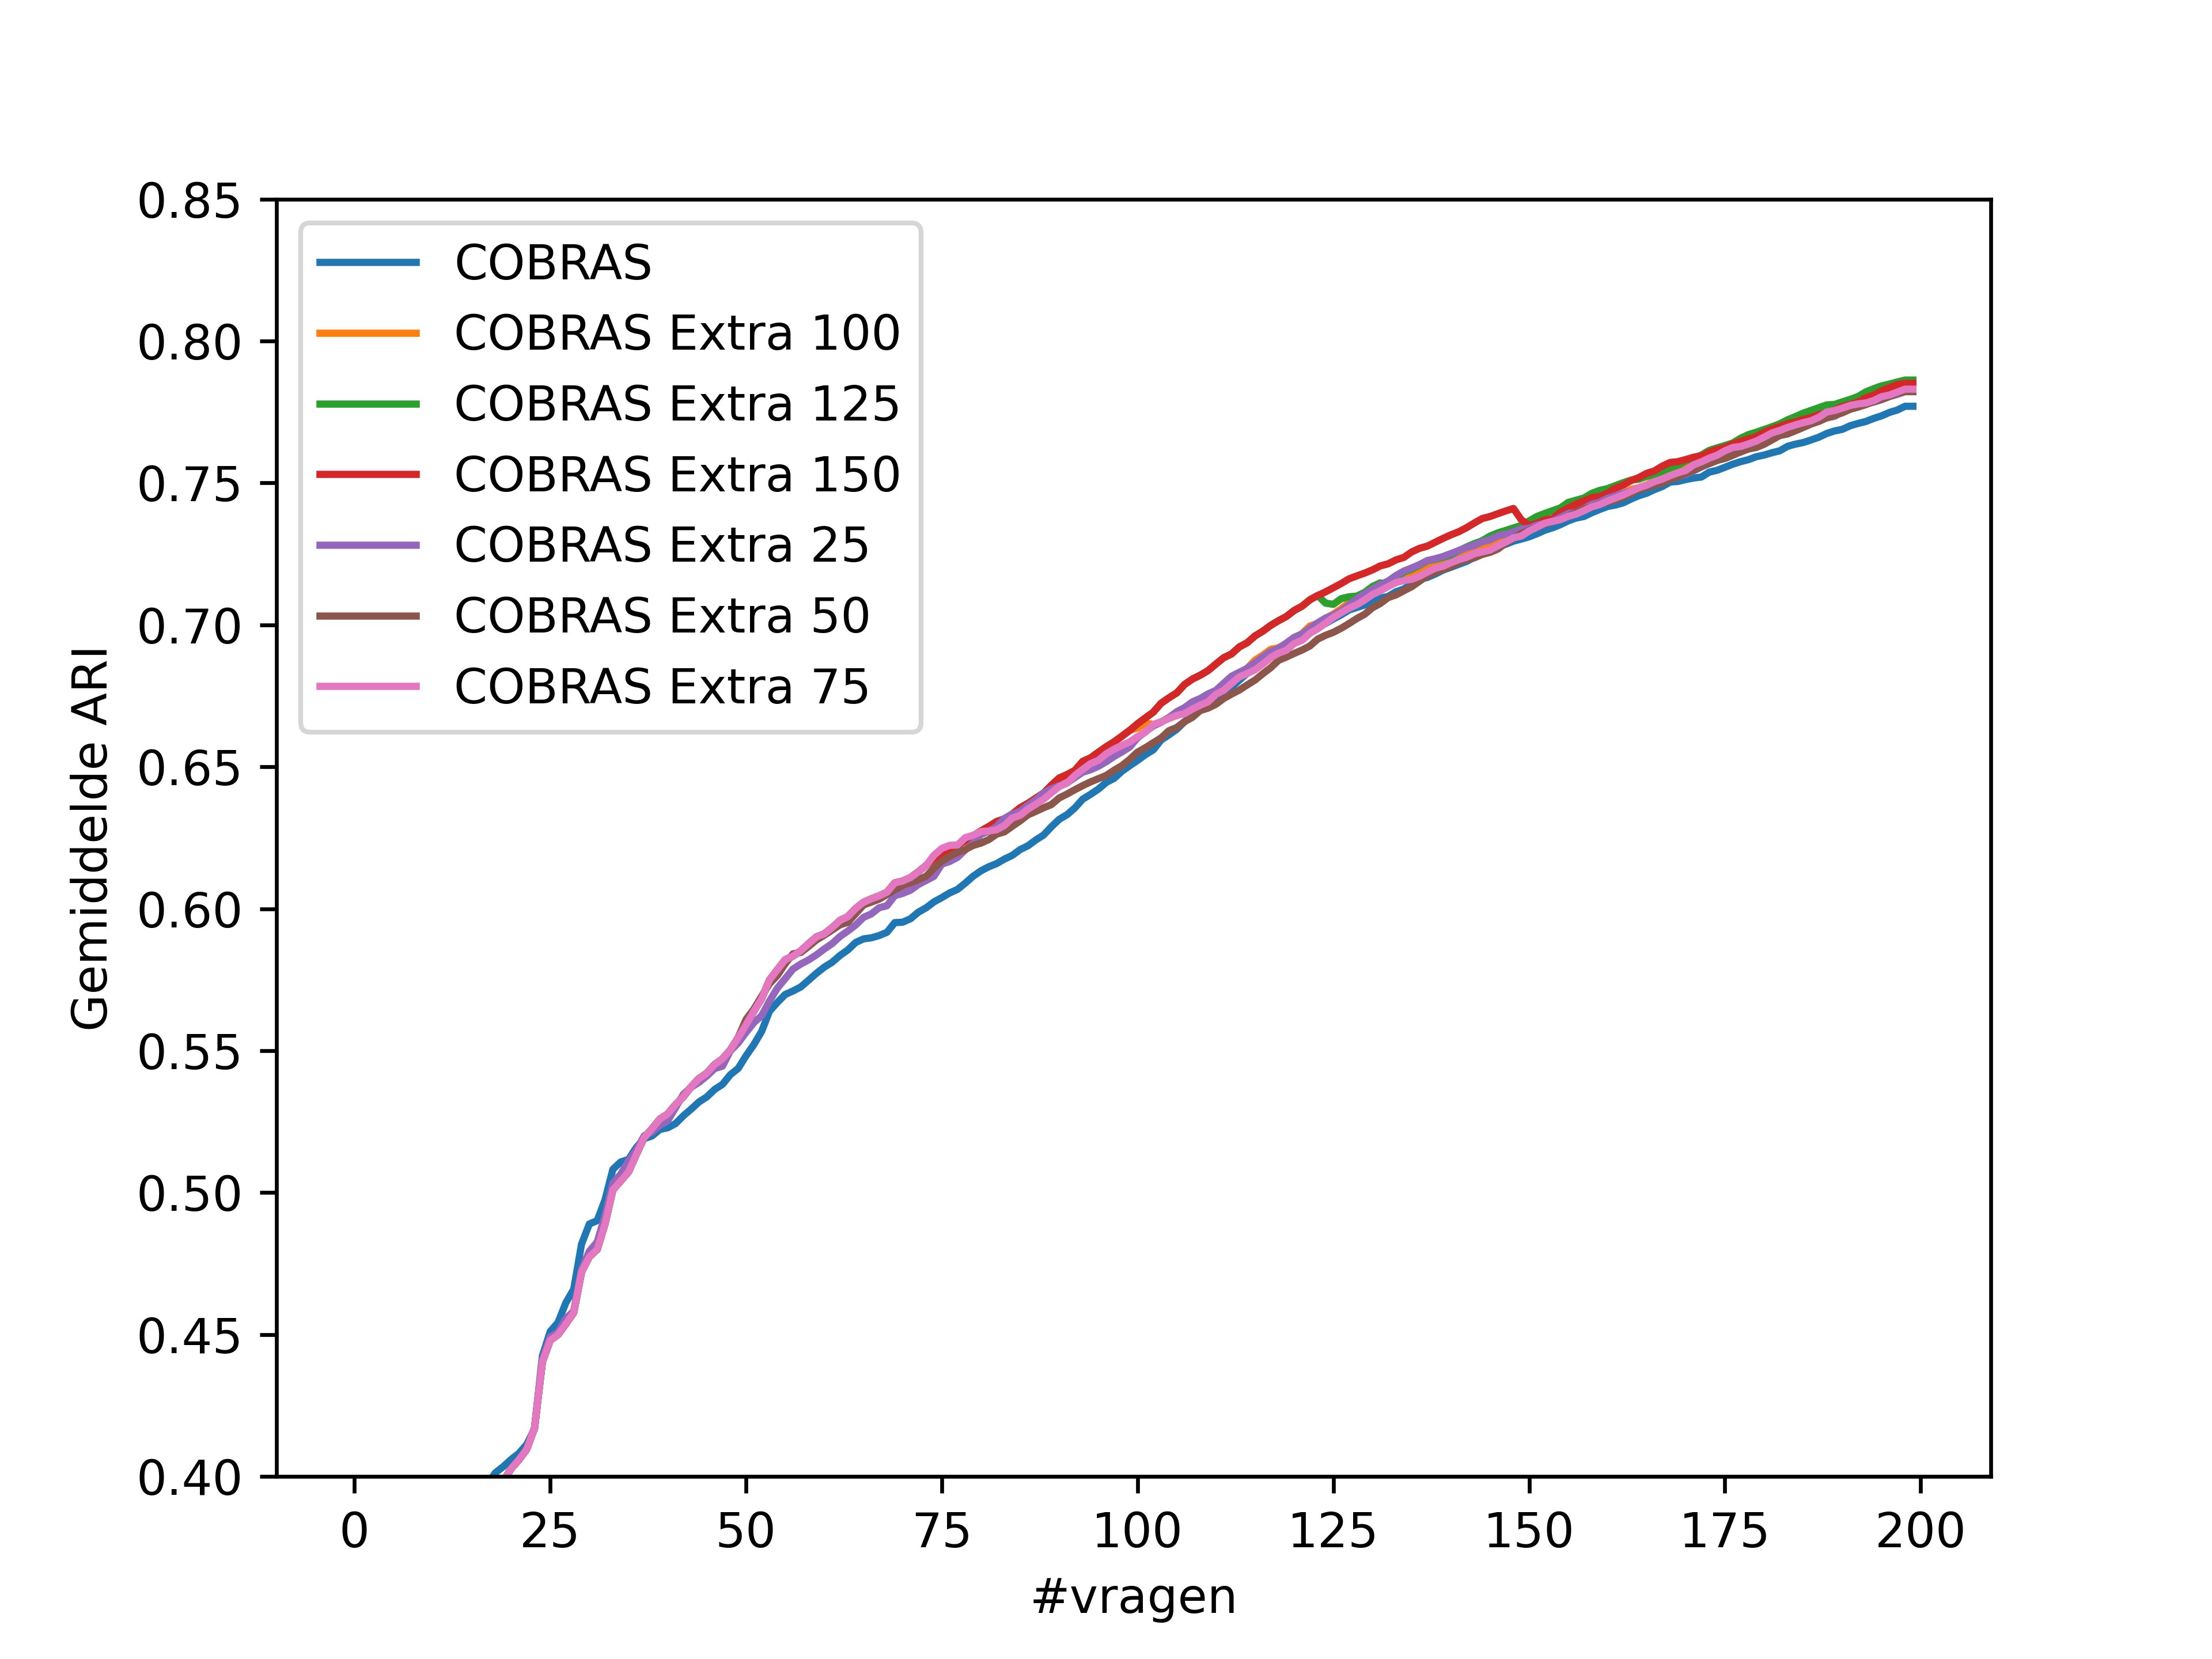 0.85
0.80
0.75
0.70
0.65
0.60
0.55
0.50
0.45
0.40
Gemiddelde ARI
COBRAS
COBRAS Extra 100
COBRAS Extra 125
COBRAS Extra 150
COBRAS Extra 25
COBRAS Extra 50
COBRAS Extra 75
0 25 50 75 100 125 150 175 200
#vragen